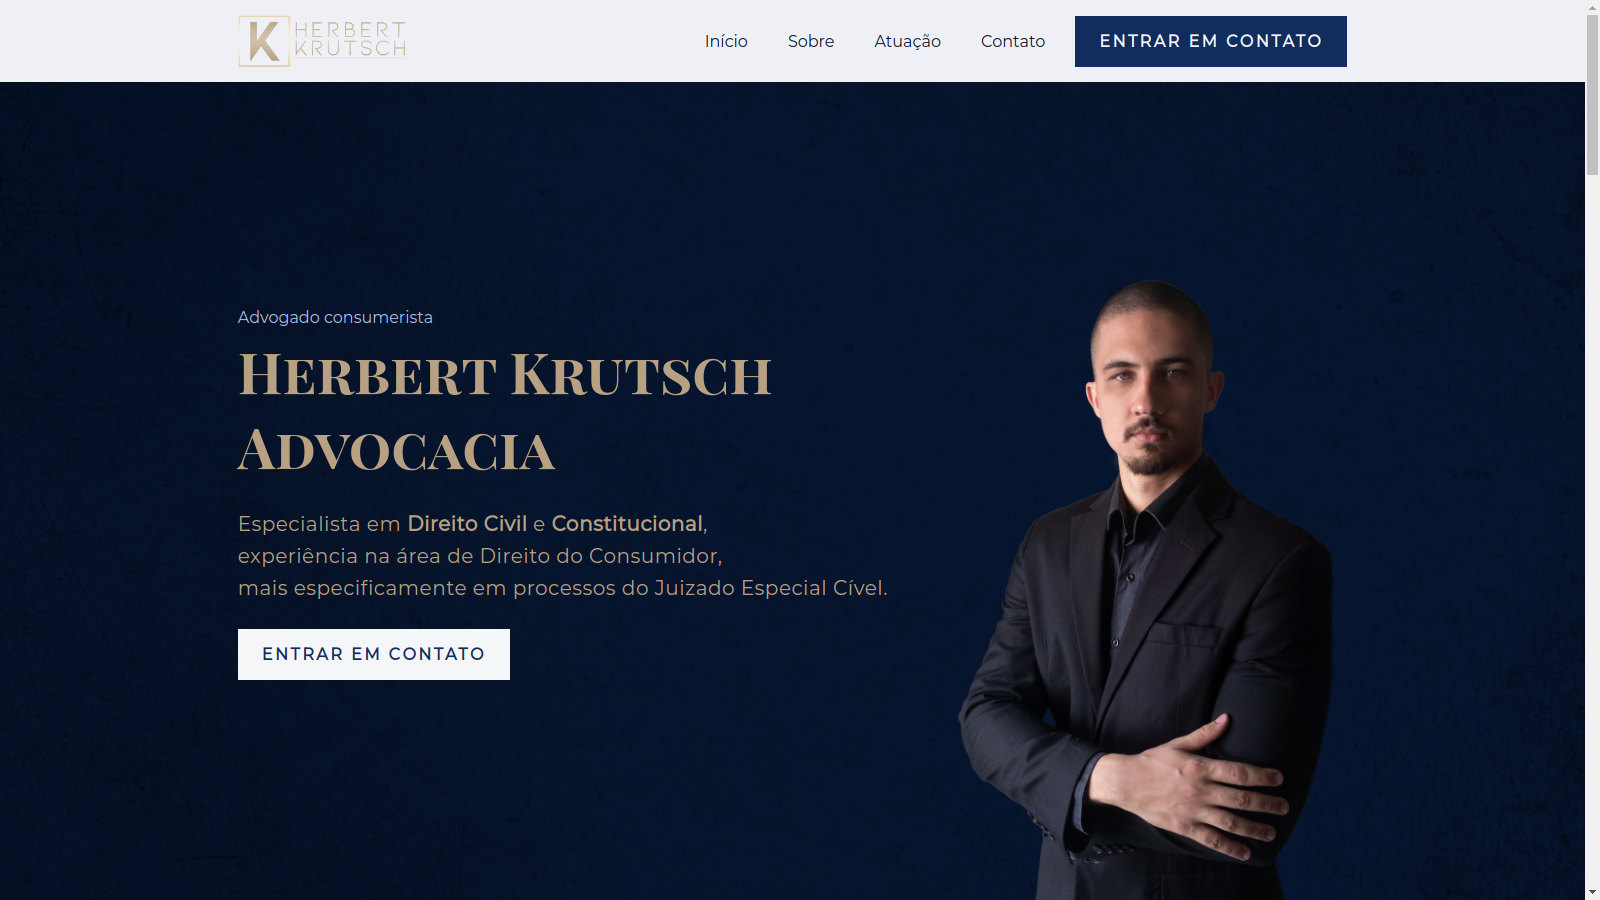 K HERBERT
KRUTSCH
Início
Sobre
Atuação
Contato
ENTRAR EM CONTATO
Advogado consumerista
HERBERT KRUTSCH
ADVOCACIA
Especialista em Direito Civil e Constitucional,
experiência na área de Direito do Consumidor,
mais especificamente em processos do Juizado Especial Cível.
ENTRAR EM CONTATO